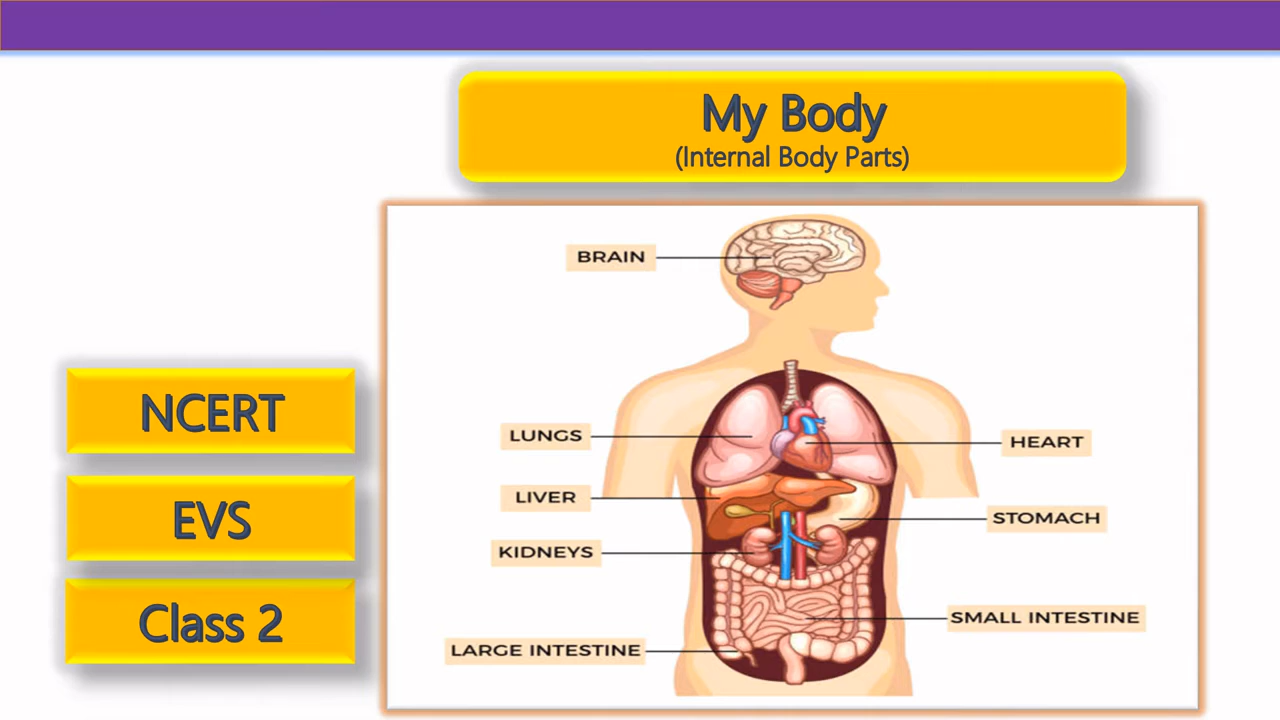 My Body
(Internal Body Parts)
NCERT
EVS
Class 2
BRAIN
LUNGS
HEART
LIVER
STOMACH
KIDNEYS
SMALL INTESTINE
LARGE INTESTINE